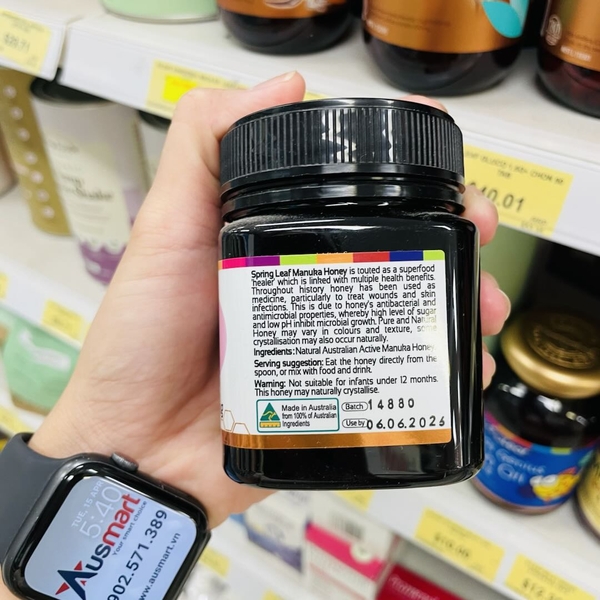 Spring Leaf Manuka Honey is touted as a superfood
healer which is linked with multiple health benefits.
Throughout history honey has been used as
medicine, particularly to treat wounds and skin
infections. This is due to honey's antibacterial and
antimicrobial properties, whereby high level of sugar
and low pH inhibit microbial growth. Pure and Natural
Honey may vary in colours and texture, some
crystallisation may also occur naturally.
Ingredients: Natural Australian Active Manuka Honey
Serving suggestion: Eat the honey directly from the
spoon, or mix with food and drink.
Warning: Not suitable for infants under 12 months.
This honey may naturally crystallise.
Made in Australia
from 100% of Australian
Ingredients
Batch 14880
Use by 06.06.2026
TUE, 15 APR
5:40
Ausmart
Your smart choice
902.571.389
www.ausmart.vn